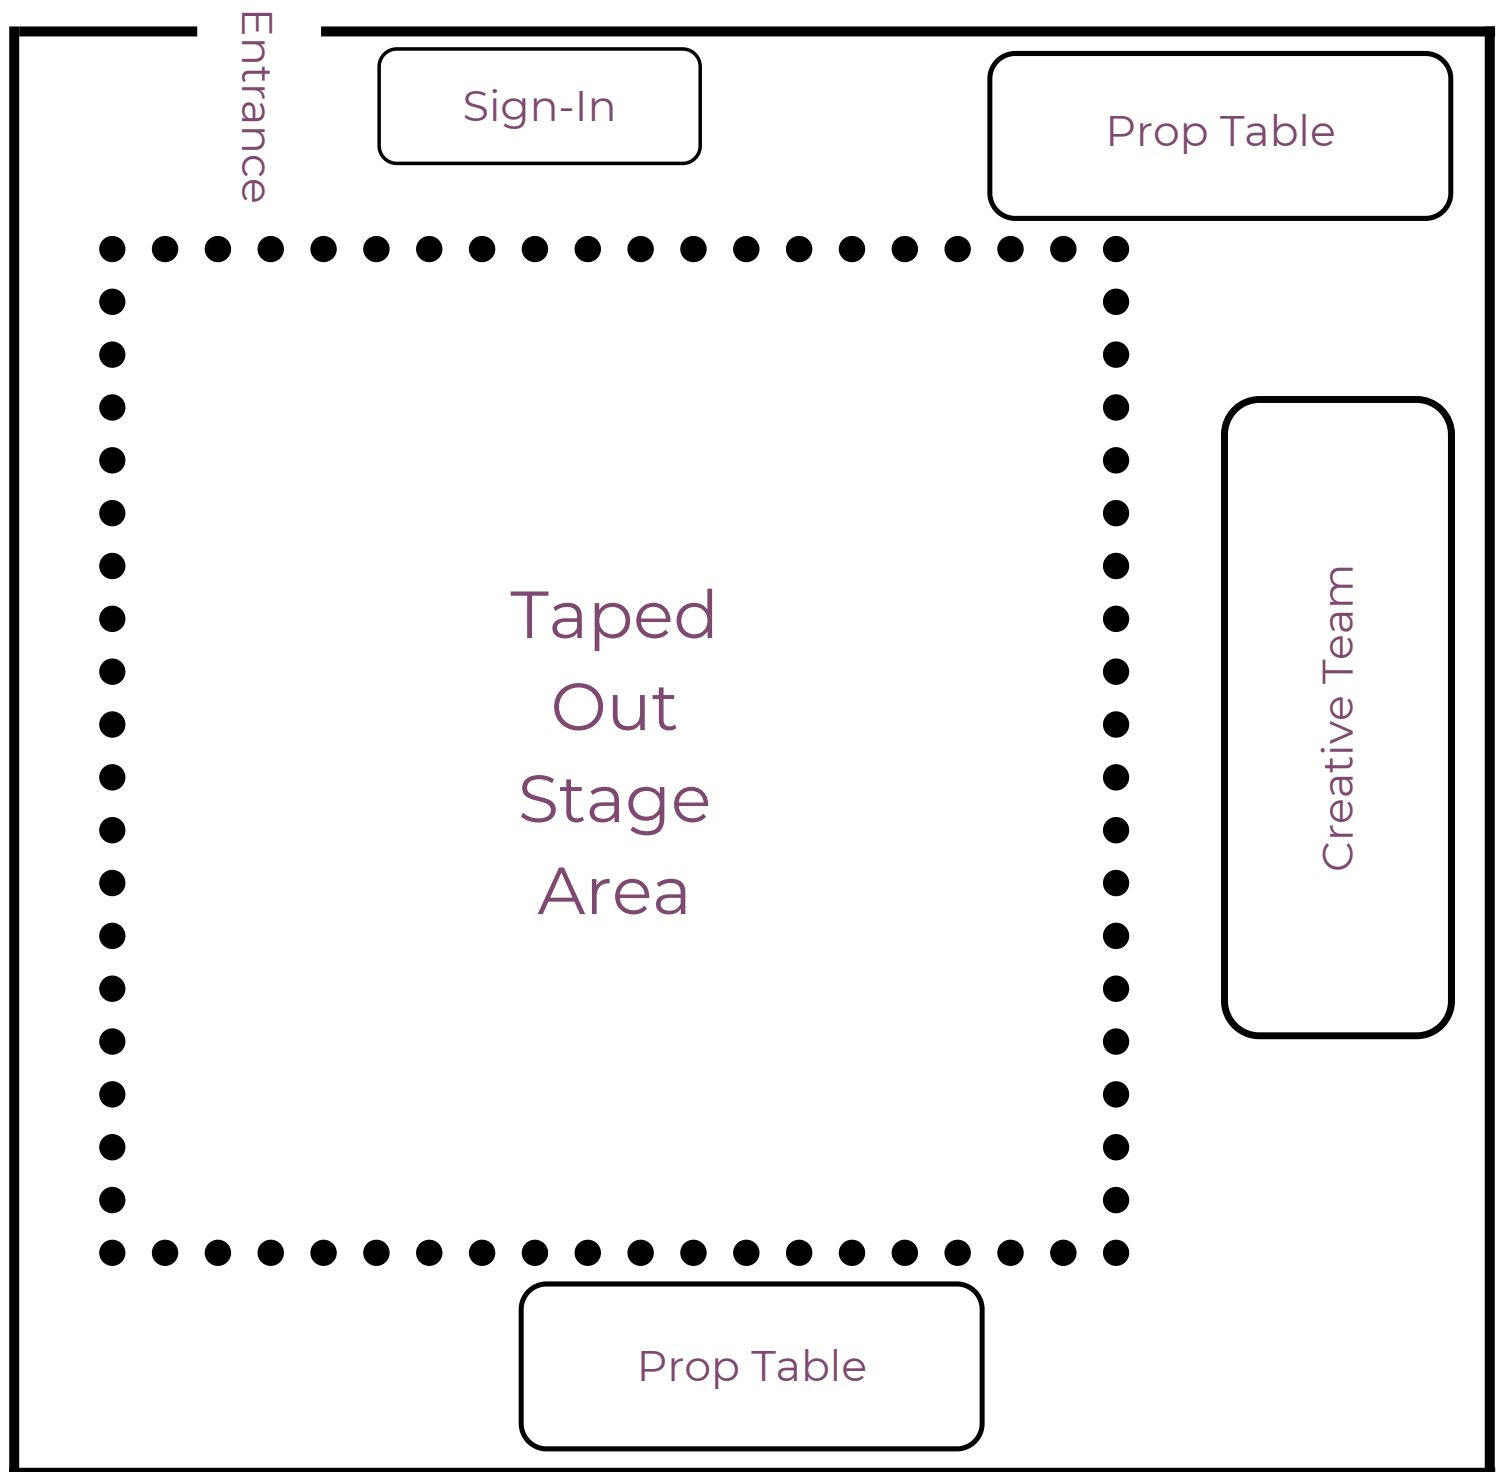 Entrance
Sign-In
Prop Table
Taped
Out
Stage
Area
Creative Team
Prop Table